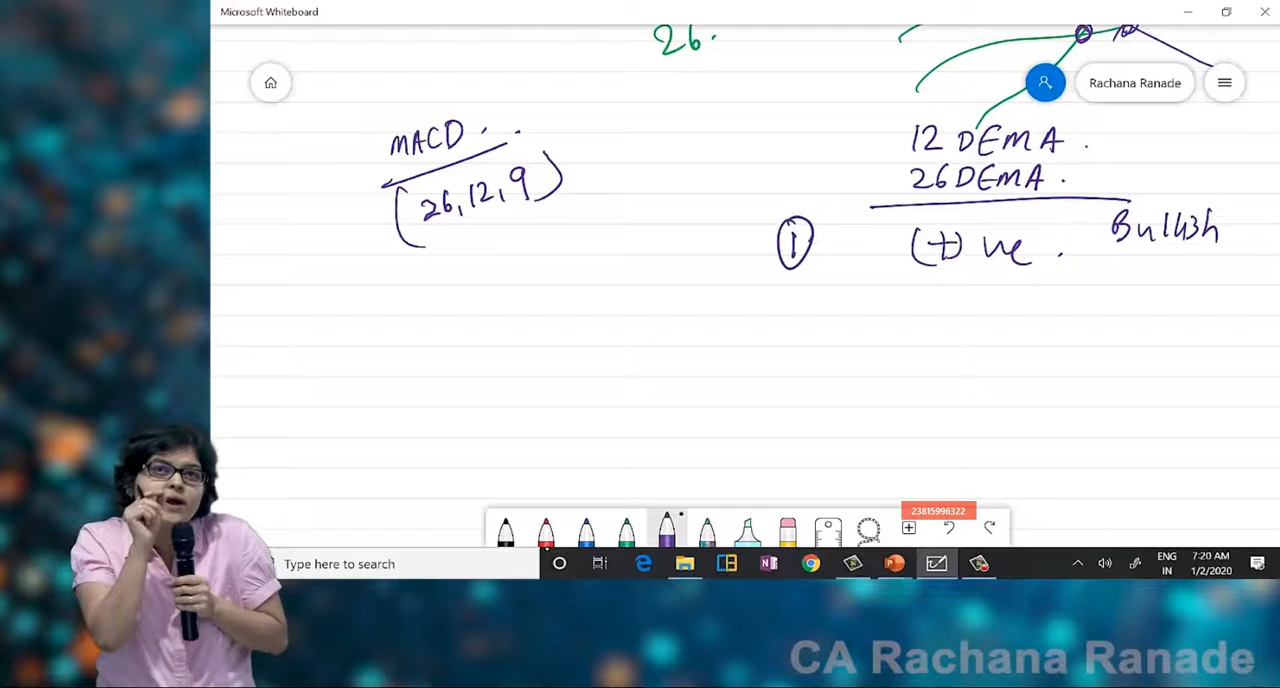 Microsoft Whiteboard
26.
Rachana Ranade
MACD
(26, 12, 9)
12 DEMA .
26 DEMA .
1 (+) ve . Bullish
23815996322
Type here to search
ENG 7:20 AM
IN 1/2/2020
CA Rachana Ranade